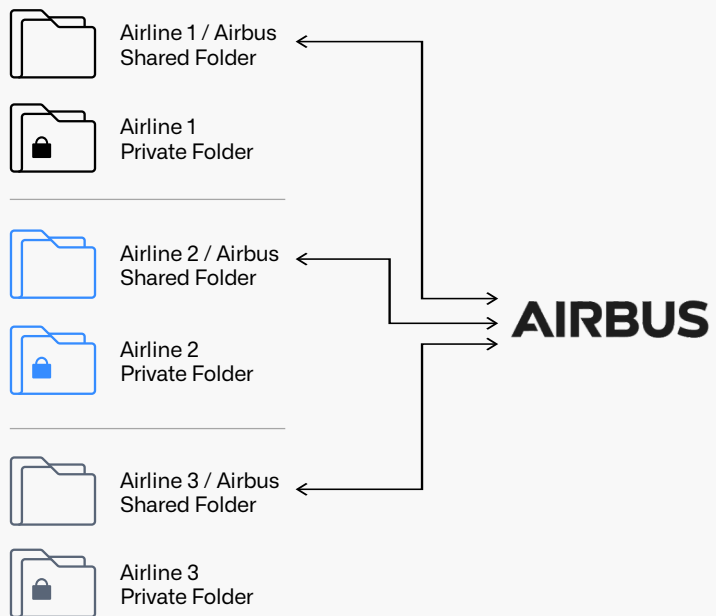 Airline 1 / Airbus
Shared Folder
Airline 1
Private Folder
Airline 2 / Airbus
Shared Folder
AIRBUS
Airline 2
Private Folder
Airline 3 / Airbus
Shared Folder
Airline 3
Private Folder